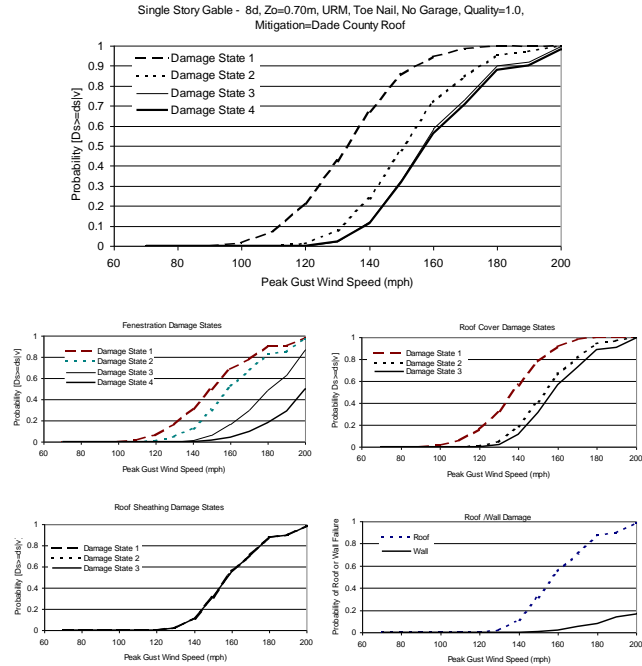 Single Story Gable - 8d, Zo=0.70m, URM, Toe Nail, No Garage, Quality=1.0,
Mitigation=Dade County Roof
Probability [Ds>=ds|v)
1
0.9
0.8
0.7
0.6
0.5
0.4
0.3
0.2
0.1
0
Damage State 1
Damage State 2
Damage State 3
Damage State 4
60 80 100 120 140 160 180 200
Peak Gust Wind Speed (mph)
Fenestration Damage States
Probability [Ds>=ds|v)
1
0.8
0.6
0.4
0.2
0
Damage State 1
Damage State 2
Damage State 3
Damage State 4
60 80 100 120 140 160 180 200
Peak Gust Wind Speed (mph)
Roof Cover Damage States
Probability Ds>=ds|v)
1
0.8
0.6
0.4
0.2
0
Damage State 1
Damage State 2
Damage State 3
60 80 100 120 140 160 180 200
Peak Gust Wind Speed (mph)
Roof Sheathing Damage States
Probability [Ds>=ds|v)
1
0.8
0.6
0.4
0.2
0
Damage State 1
Damage State 2
Damage State 3
60 80 100 120 140 160 180 200
Peak Gust Wind Speed (mph)
Roof /Wall Damage
Probability of Roof or Wall Failure
1
0.8
0.6
0.4
0.2
0
Roof
Wall
60 80 100 120 140 160 180 200
Peak Gust Wind Speed (mph)